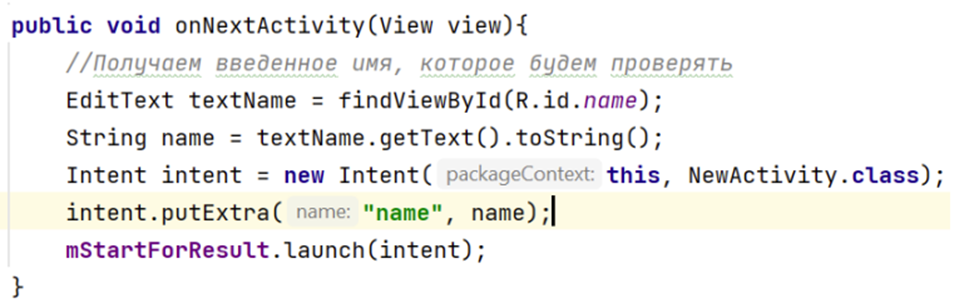 public void onNextActivity(View view){
//Получаем введенное имя, которое будем проверять
EditText textName = findViewById(R.id.name);
String name = textName.getText().toString();
Intent intent = new Intent( packageContext: this, NewActivity.class);
intent.putExtra( name: "name", name);
mStartForResult.launch(intent);
}